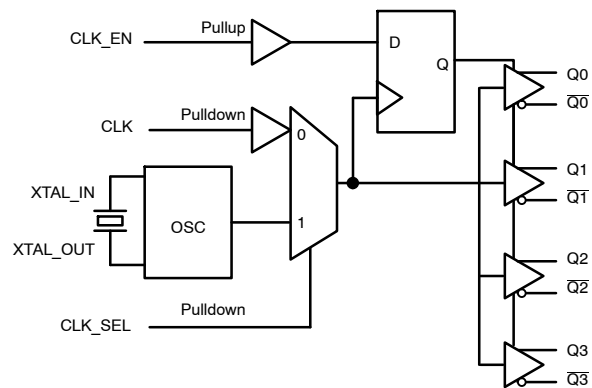 Pullup
CLK_EN
D
Q
Q0
Q0
Pulldown
CLK
0
Q1
Q1
XTAL_IN
OSC
1
XTAL_OUT
Q2
Q2
Pulldown
CLK_SEL
Q3
Q3